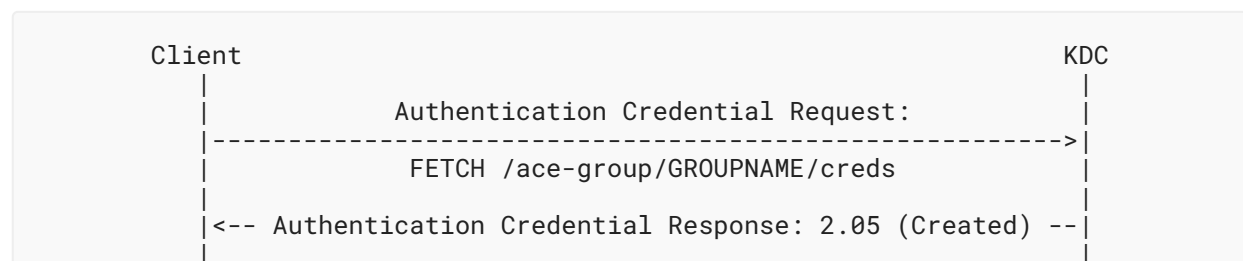 Client KDC
Authentication Credential Request:
FETCH /ace-group/GROUPNAME/creds
Authentication Credential Response: 2.05 (Created)